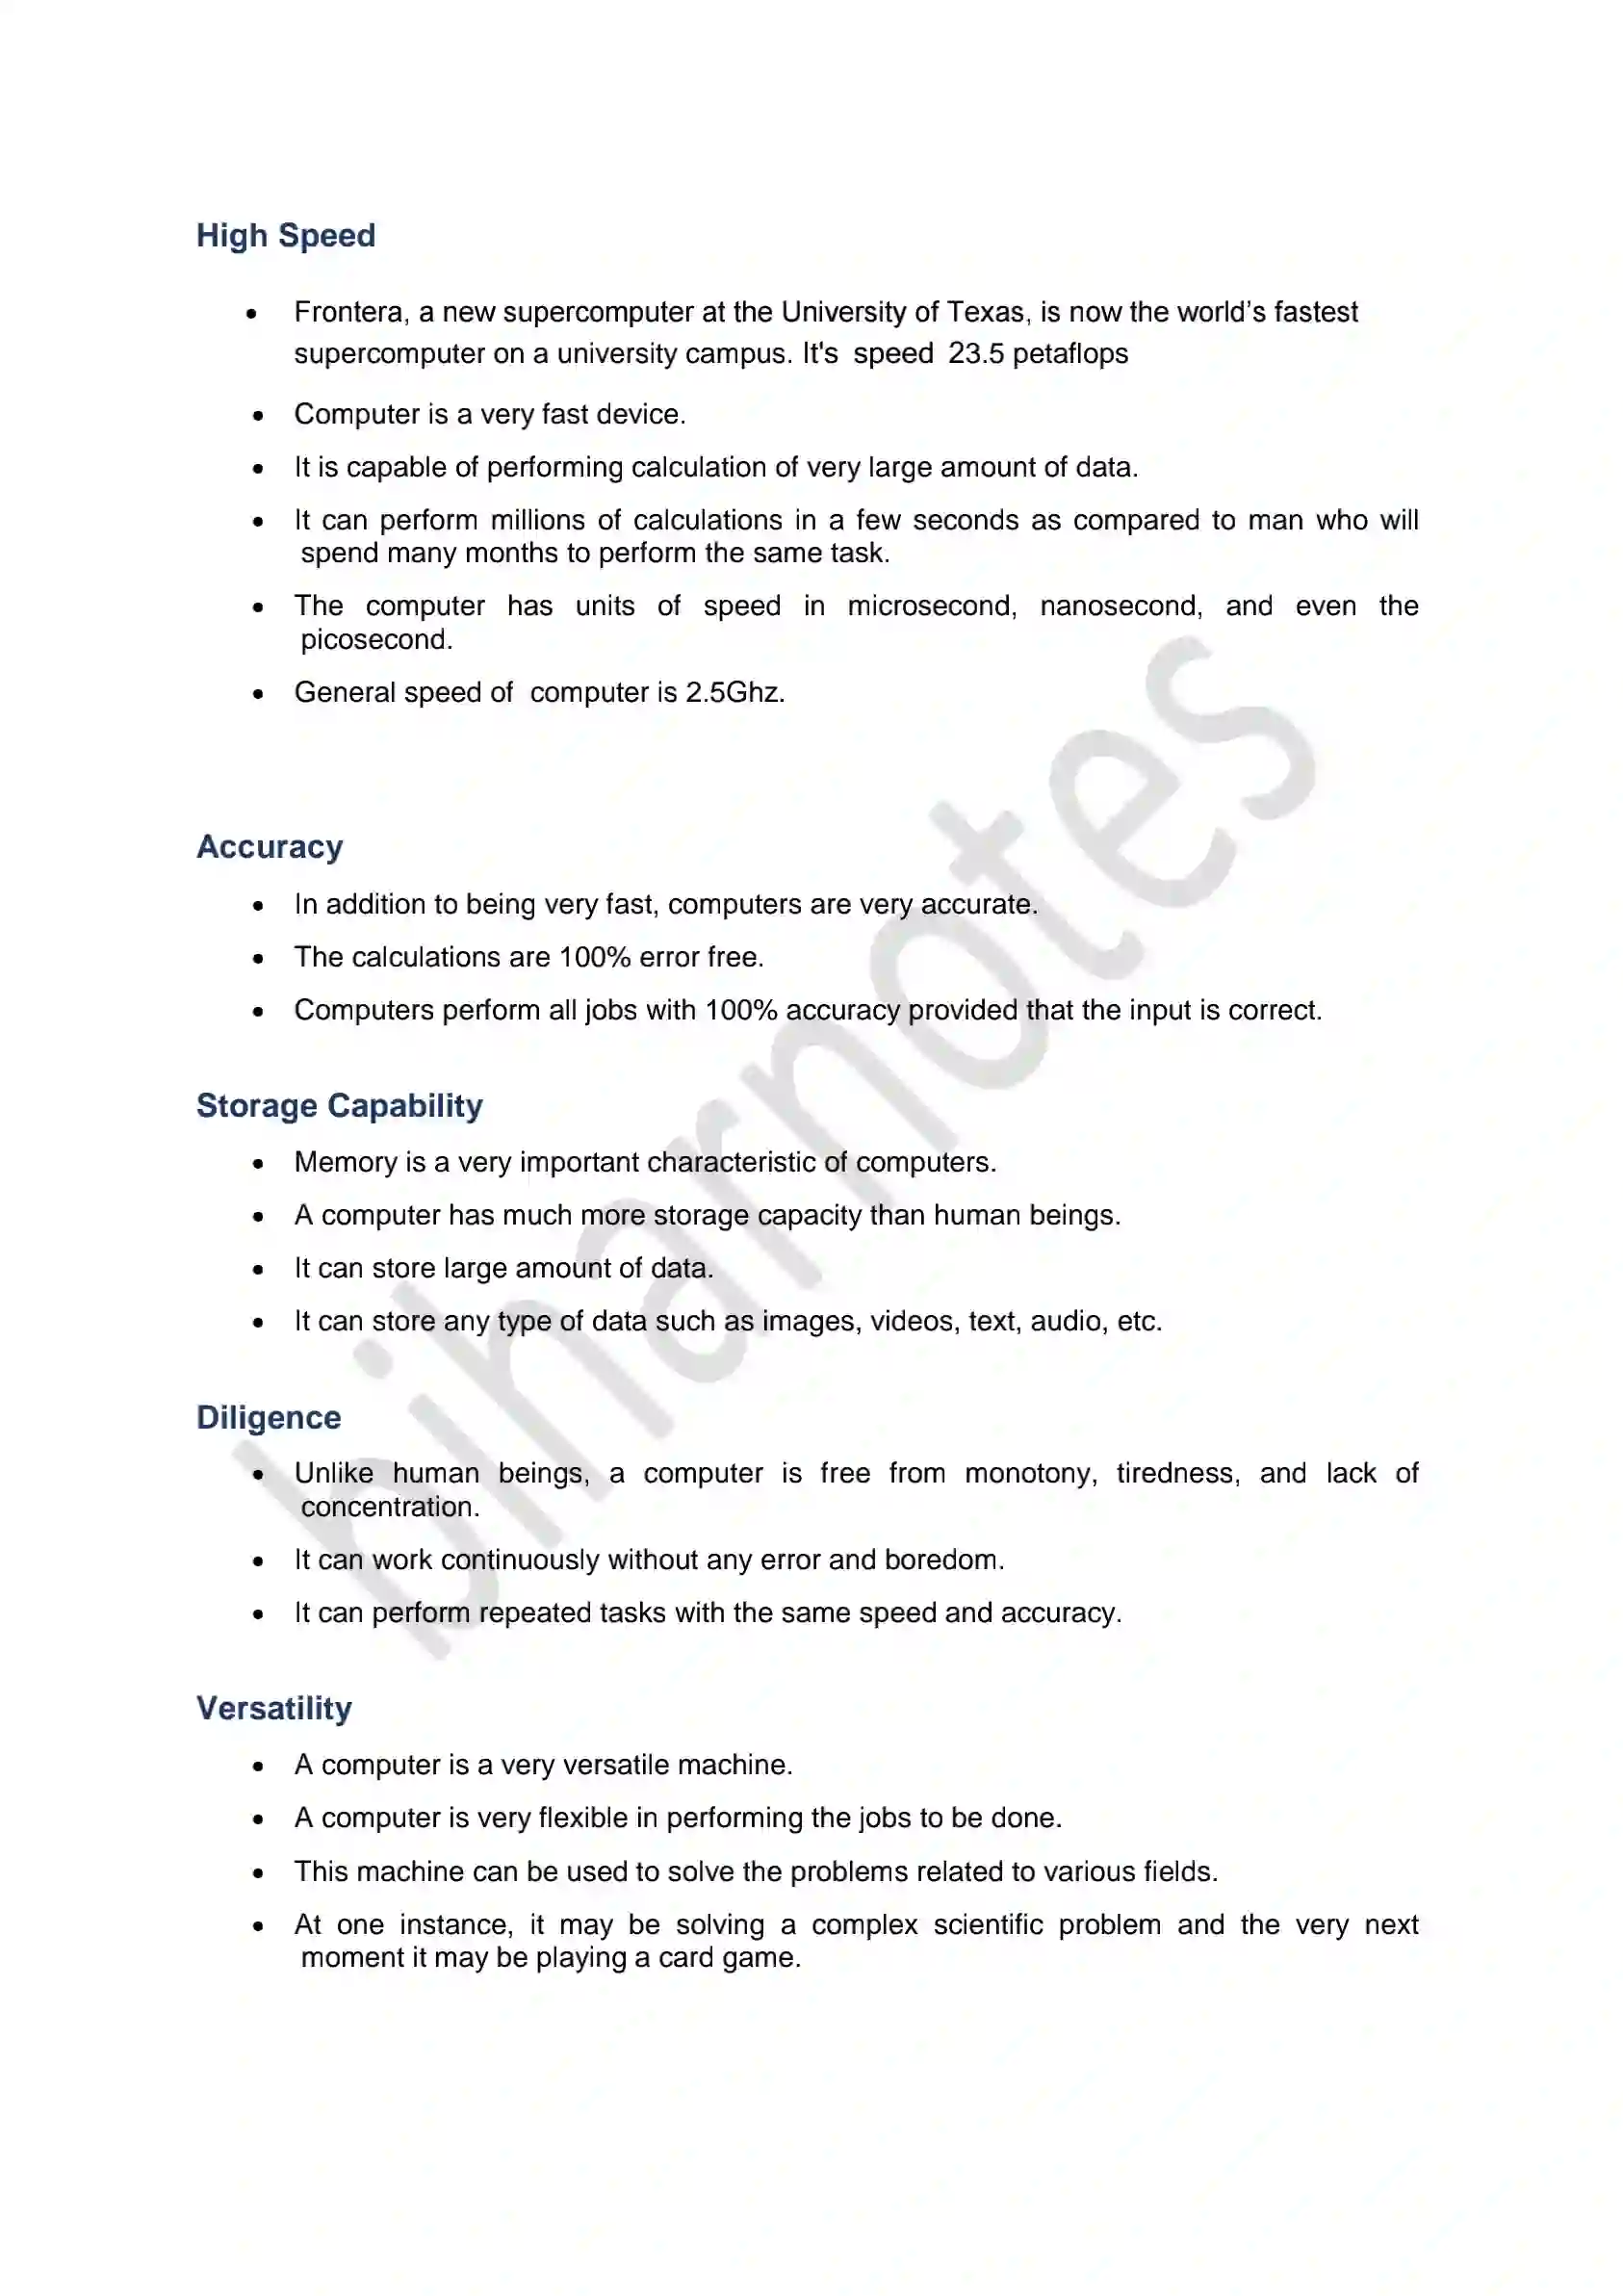 High Speed
• Frontera, a new supercomputer at the University of Texas, is now the world’s fastest
supercomputer on a university campus. It's speed 23.5 petaflops
• Computer is a very fast device.
• It is capable of performing calculation of very large amount of data.
• It can perform millions of calculations in a few seconds as compared to man who will
spend many months to perform the same task.
• The computer has units of speed in microsecond, nanosecond, and even the
picosecond.
• General speed of computer is 2.5Ghz.
Accuracy
• In addition to being very fast, computers are very accurate.
• The calculations are 100% error free.
• Computers perform all jobs with 100% accuracy provided that the input is correct.
Storage Capability
• Memory is a very important characteristic of computers.
• A computer has much more storage capacity than human beings.
• It can store large amount of data.
• It can store any type of data such as images, videos, text, audio, etc.
Diligence
• Unlike human beings, a computer is free from monotony, tiredness, and lack of
concentration.
• It can work continuously without any error and boredom.
• It can perform repeated tasks with the same speed and accuracy.
Versatility
• A computer is a very versatile machine.
• A computer is very flexible in performing the jobs to be done.
• This machine can be used to solve the problems related to various fields.
• At one instance, it may be solving a complex scientific problem and the very next
moment it may be playing a card game.
biharnotes